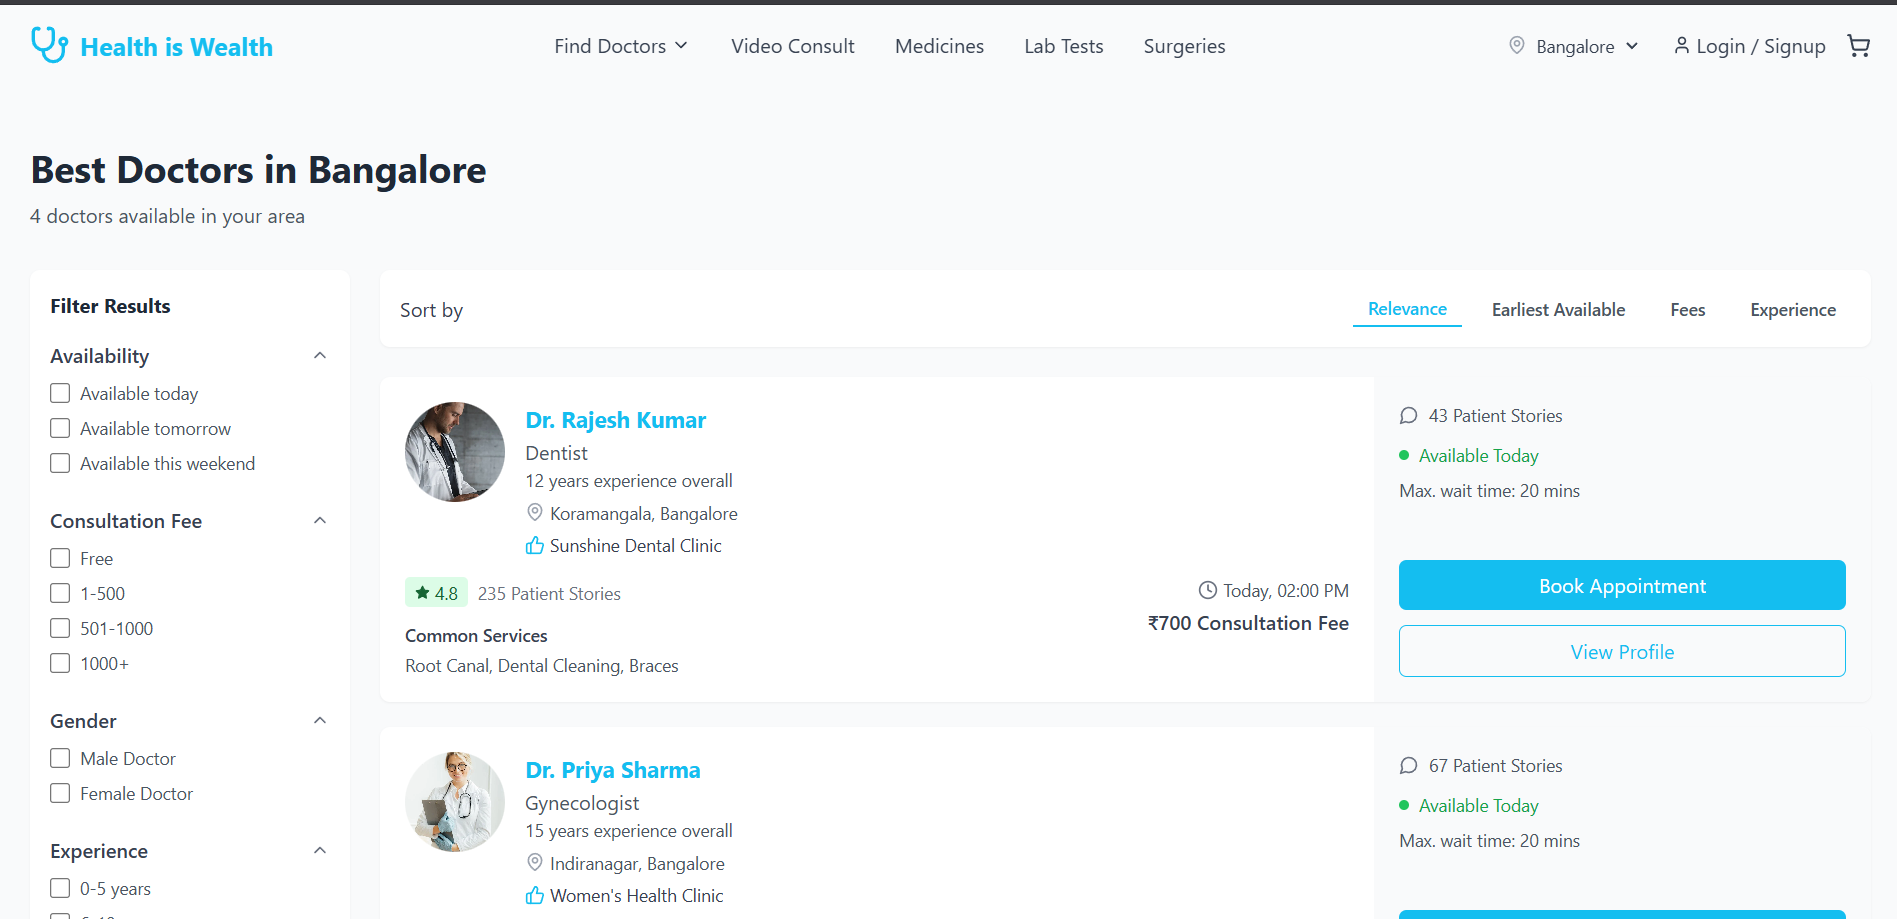 Health is Wealth
Find Doctors
Video Consult
Medicines
Lab Tests
Surgeries
Bangalore
Login / Signup
Best Doctors in Bangalore
4 doctors available in your area
Filter Results
Availability
Available today
Available tomorrow
Available this weekend
Consultation Fee
Free
1-500
501-1000
1000+
Gender
Male Doctor
Female Doctor
Experience
0-5 years
Sort by
Relevance
Earliest Available
Fees
Experience
Dr. Rajesh Kumar
Dentist
12 years experience overall
Koramangala, Bangalore
Sunshine Dental Clinic
4.8 235 Patient Stories
Common Services
Root Canal, Dental Cleaning, Braces
Today, 02:00 PM
₹700 Consultation Fee
43 Patient Stories
Available Today
Max. wait time: 20 mins
Book Appointment
View Profile
Dr. Priya Sharma
Gynecologist
15 years experience overall
Indiranagar, Bangalore
Women's Health Clinic
67 Patient Stories
Available Today
Max. wait time: 20 mins